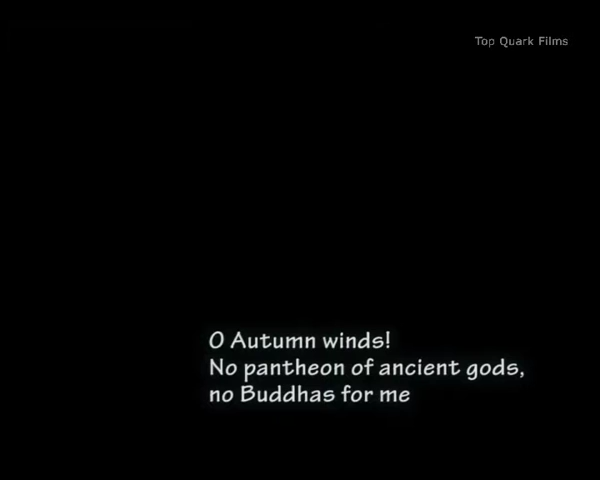 Top Quark Films
O Autumn winds!
No pantheon of ancient gods,
no Buddhas for me